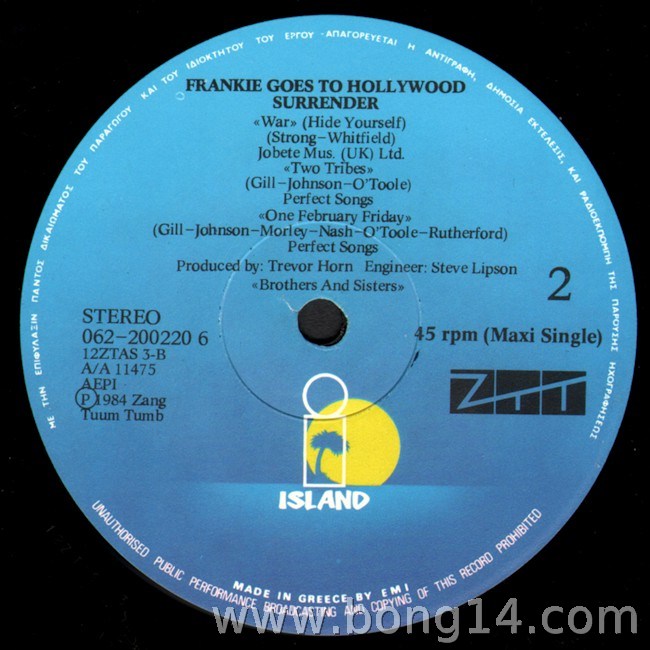 ΜΕ ΤΗΝ ΕΠΙΦΥΛΑΞΙΝ ΠΑΝΤΟΣ ΔΙΚΑΙΩΜΑΤΟΣ ΤΟΥ ΠΑΡΑΓΩΓΟΥ ΚΑΙ ΤΟΥ ΙΔΙΟΚΤΗΤΟΥ ΤΟΥ ΕΡΓΟΥ - ΑΠΑΓΟΡΕΥΕΤΑΙ Η ΑΝΤΙΓΡΑΦΗ, ΔΗΜΟΣΙΑ ΕΚΤΕΛΕΣΙΣ, ΚΑΙ ΡΑΔΙΟΕΚΠΟΜΠΗ ΤΗΣ ΠΑΡΟΥΣΗΣ ΗΧΟΓΡΑΦΗΣΕΩΣ
FRANKIE GOES TO HOLLYWOOD
SURRENDER
«War» (Hide Yourself)
(Strong-Whitfield)
Jobete Mus. (UK) Ltd.
«Two Tribes»
(Gill-Johnson-O'Toole)
Perfect Songs
«One February Friday»
(Gill-Johnson-Morley-Nash-O'Toole-Rutherford)
Perfect Songs
Produced by: Trevor Horn Engineer: Steve Lipson
«Brothers And Sisters»
2
STEREO
062-200220 6
12ZTAS 3-B
A/A 11475
AEPI
Ⓟ1984 Zang
Tuum Tumb
45 rpm (Maxi Single)
ZTT
ISLAND
MADE IN GREECE BY EMI
UNAUTHORISED PUBLIC PERFORMANCE BROADCASTING AND COPYING OF THIS RECORD PROHIBITED
www.bong14.com